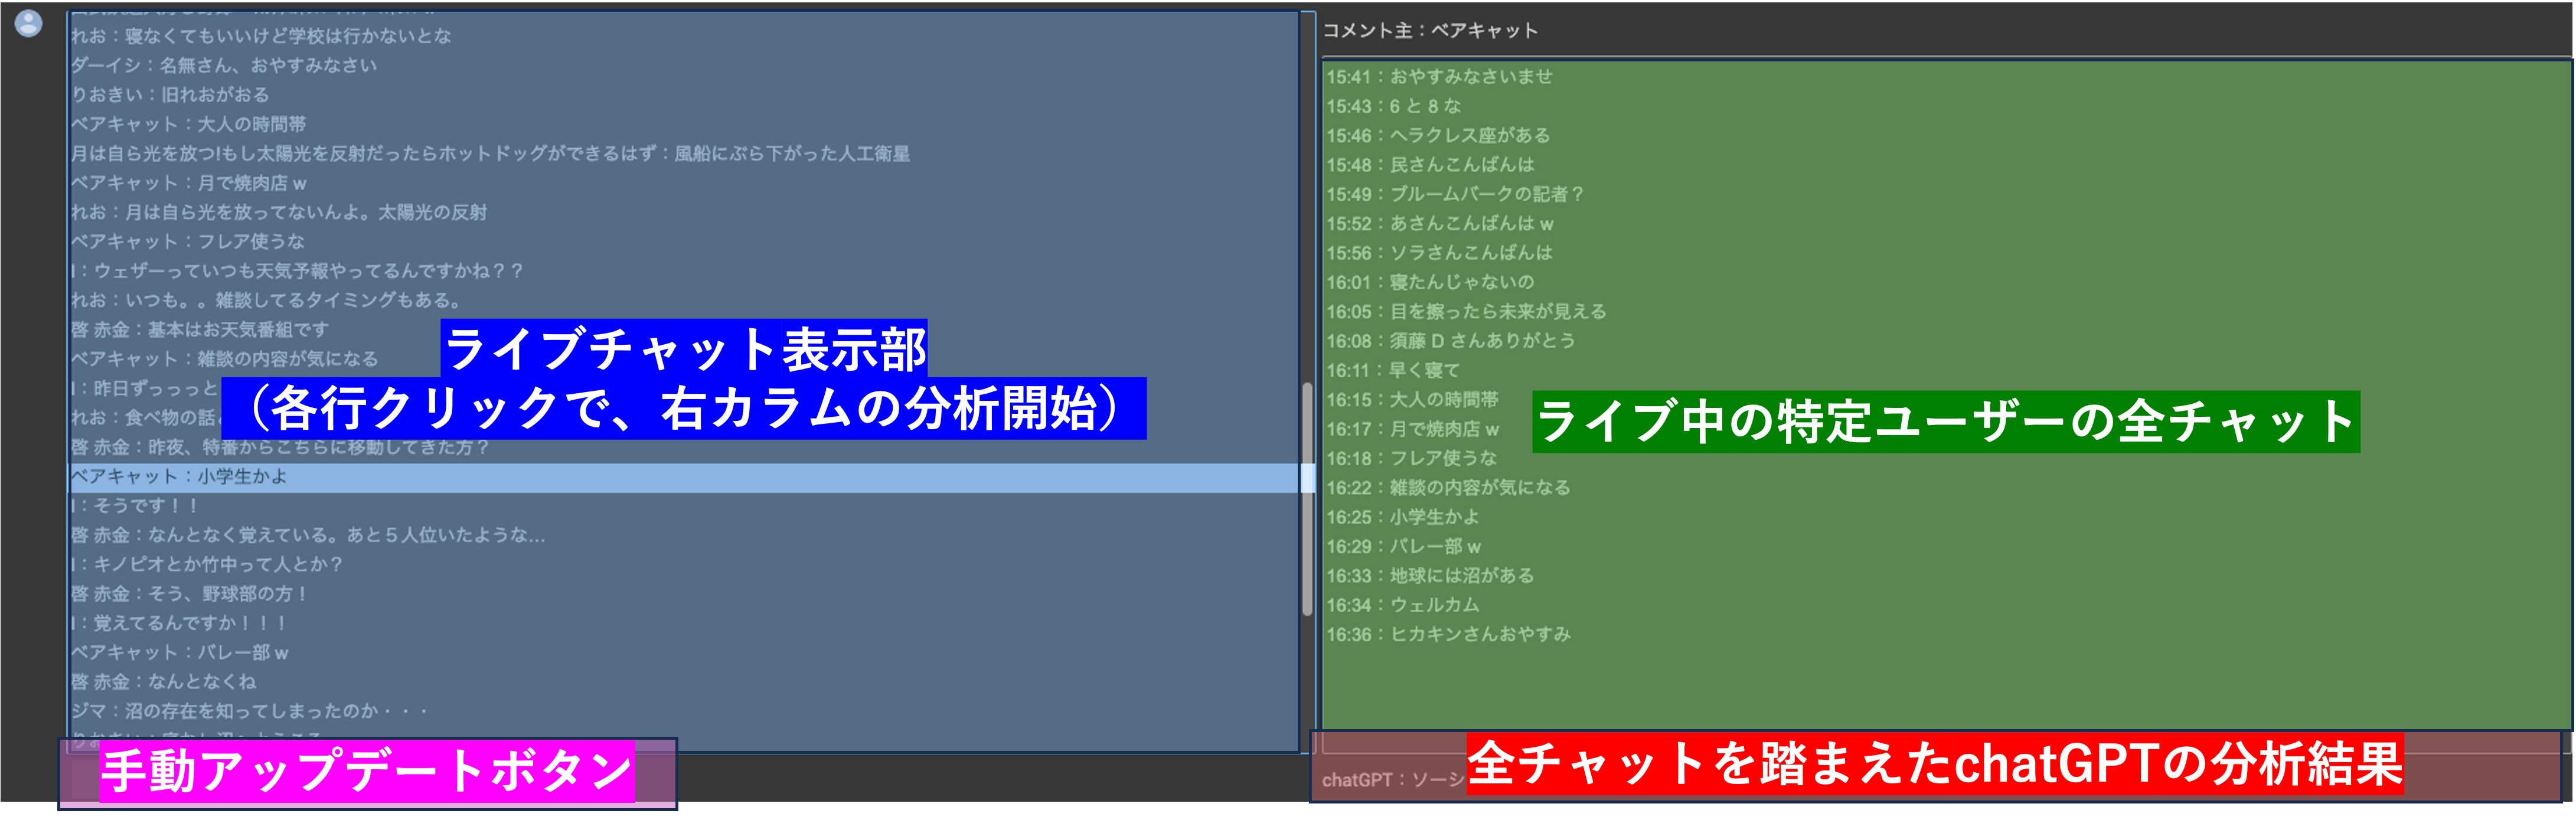 れお：寝なくてもいいけど学校は行かないとな
ダーイシ：名無さん、おやすみなさい
りおきい：旧れおがおる
ベアキャット：大人の時間帯
月は自ら光を放つ!もし太陽光を反射だったらホットドッグができるはず：風船にぶら下がった人工衛星
ベアキャット：月で焼肉店 w
れお：月は自ら光を放ってないんよ。太陽光の反射
ベアキャット：フレア使うな
I：ウェザーっていつも天気予報やってるんですかね？？
れお：いつも。。雑談してるタイミングもある。
啓 赤金：基本はお天気番組です
ベアキャット：雑談の内容が気になる
I：昨日ずっっっと
れお：食べ物の話
啓 赤金：昨夜、特番からこちらに移動してきた方？
ベアキャット：小学生かよ
I：そうです！！
啓 赤金：なんとなく覚えている。あと５人位いたような...
I：キノピオとか竹中って人とか？
啓 赤金：そう、野球部の方！
I：覚えてるんですか！！！
ベアキャット：バレー部 w
啓 赤金：なんとなくね
ジマ：沼の存在を知ってしまったのか・・・
ライブチャット表示部
（各行クリックで、右カラムの分析開始）
手動アップデートボタン
コメント主：ベアキャット
15:41：おやすみなさいませ
15:43：6 と 8 な
15:46：ヘラクレス座がある
15:48：民さんこんばんは
15:49：ブルームバークの記者？
15:52：あさんこんばんは w
15:56：ソラさんこんばんは
16:01：寝たんじゃないの
16:05：目を擦ったら未来が見える
16:08：須藤 D さんありがとう
16:11：早く寝て
16:15：大人の時間帯
16:17：月で焼肉店 w
16:18：フレア使うな
16:22：雑談の内容が気になる
16:25：小学生かよ
16:29：バレー部 w
16:33：地球には沼がある
16:34：ウェルカム
16:36：ヒカキンさんおやすみ
ライブ中の特定ユーザーの全チャット
chatGPT：ソーシ
全チャットを踏まえたchatGPTの分析結果